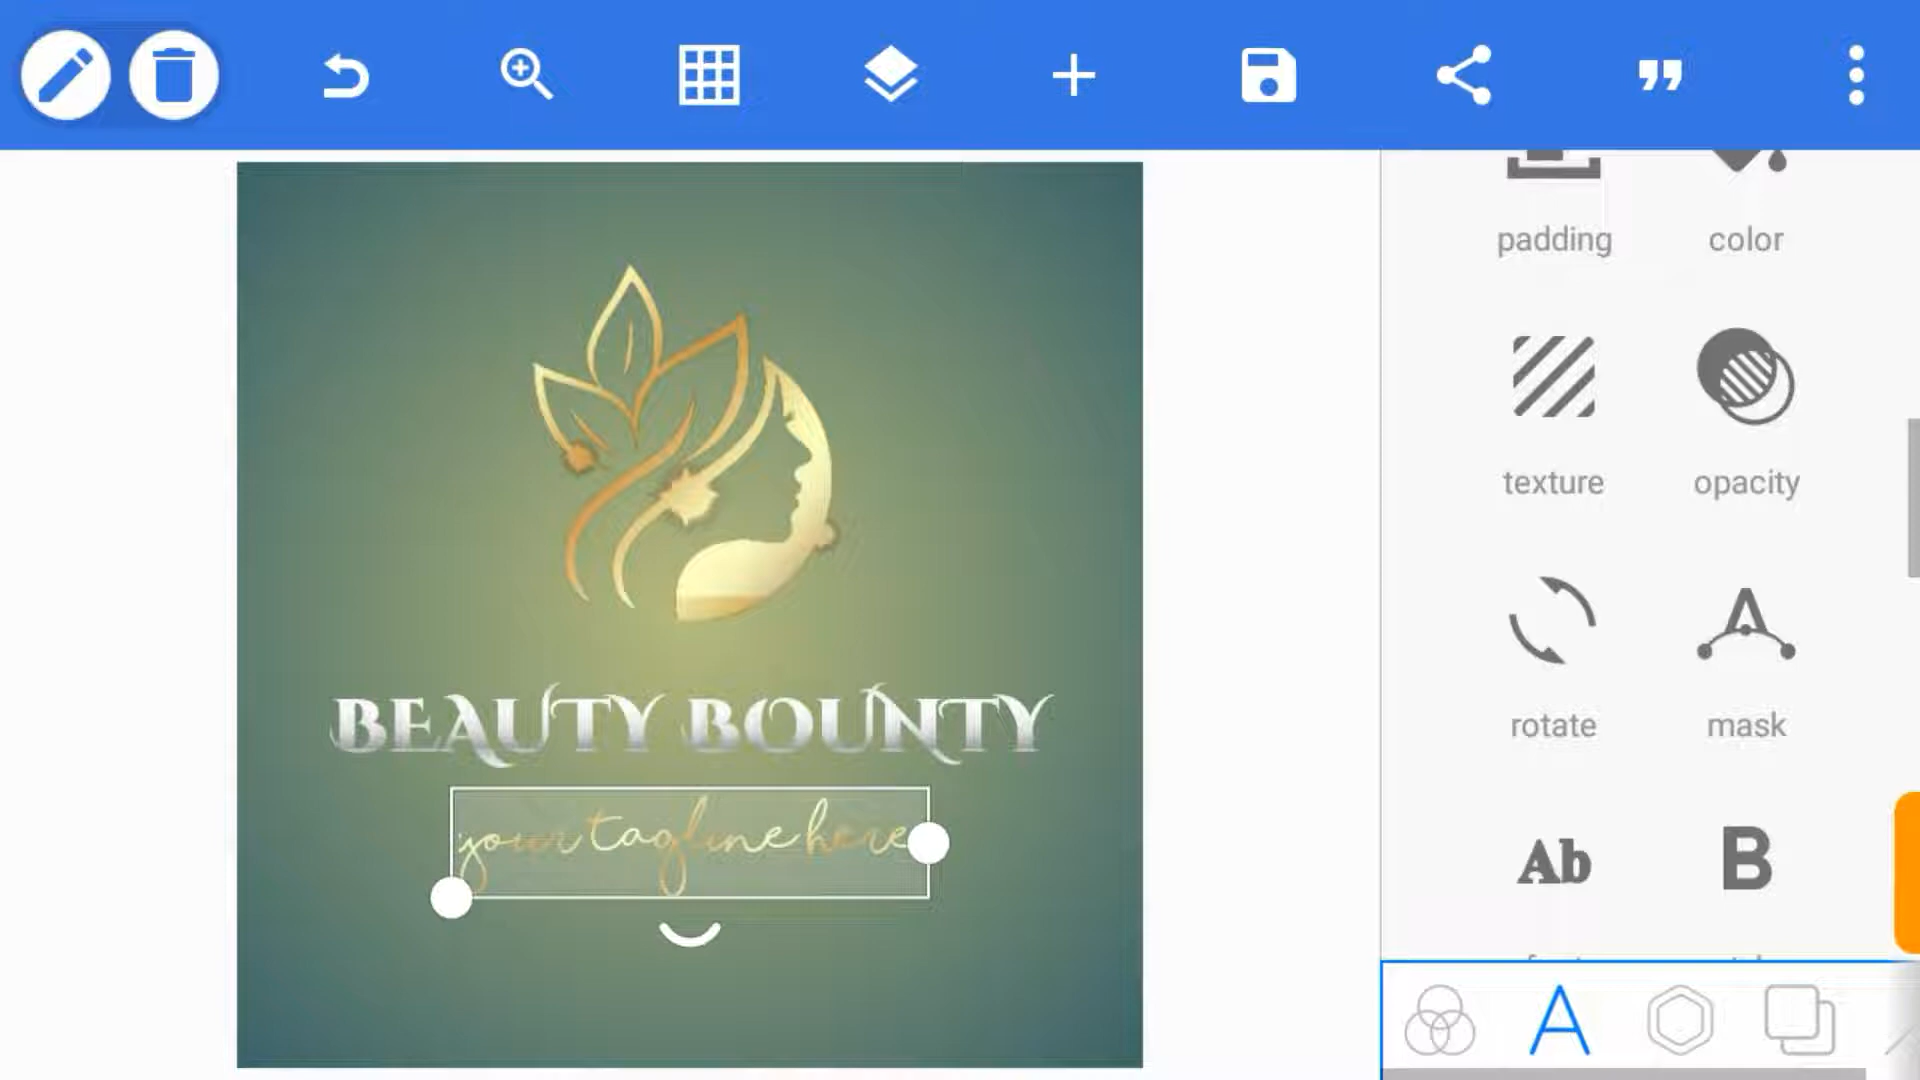 padding color
texture opacity
rotate mask
Ab B
BEAUTY BOUNTY
your tagline here
A